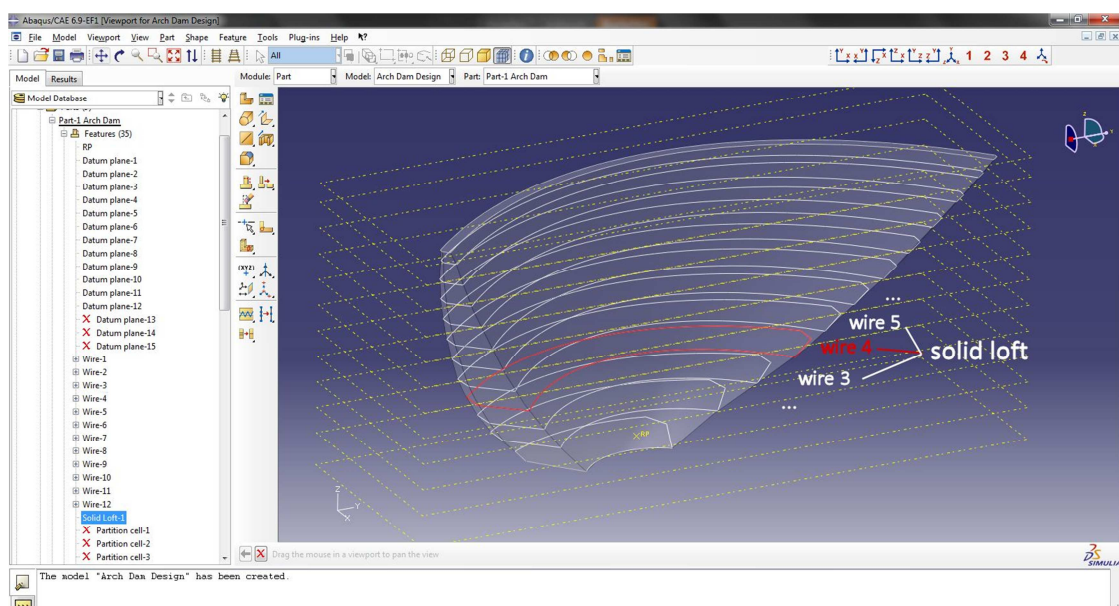 Abaqus/CAE 6.9-EF1 [Viewport for Arch Dam Design]
File Model Viewport View Part Shape Feature Tools Plug-ins Help
All
1 2 3 4
Model Results
Module: Part Model: Arch Dam Design Part: Part-1 Arch Dam
Model Database
Part-1 Arch Dam
Features (35)
RP
Datum plane-1
Datum plane-2
Datum plane-3
Datum plane-4
Datum plane-5
Datum plane-6
Datum plane-7
Datum plane-8
Datum plane-9
Datum plane-10
Datum plane-11
Datum plane-12
X Datum plane-13
X Datum plane-14
X Datum plane-15
Wire-1
Wire-2
Wire-3
Wire-4
Wire-5
Wire-6
Wire-7
Wire-8
Wire-9
Wire-10
Wire-11
Wire-12
Solid Loft-1
X Partition cell-1
X Partition cell-2
X Partition cell-3
...
wire 5
wire 4
solid loft
wire 3
...
RP
Z
Y
X
Drag the mouse in a viewport to pan the view
SIMULIA
The model "Arch Dam Design" has been created.